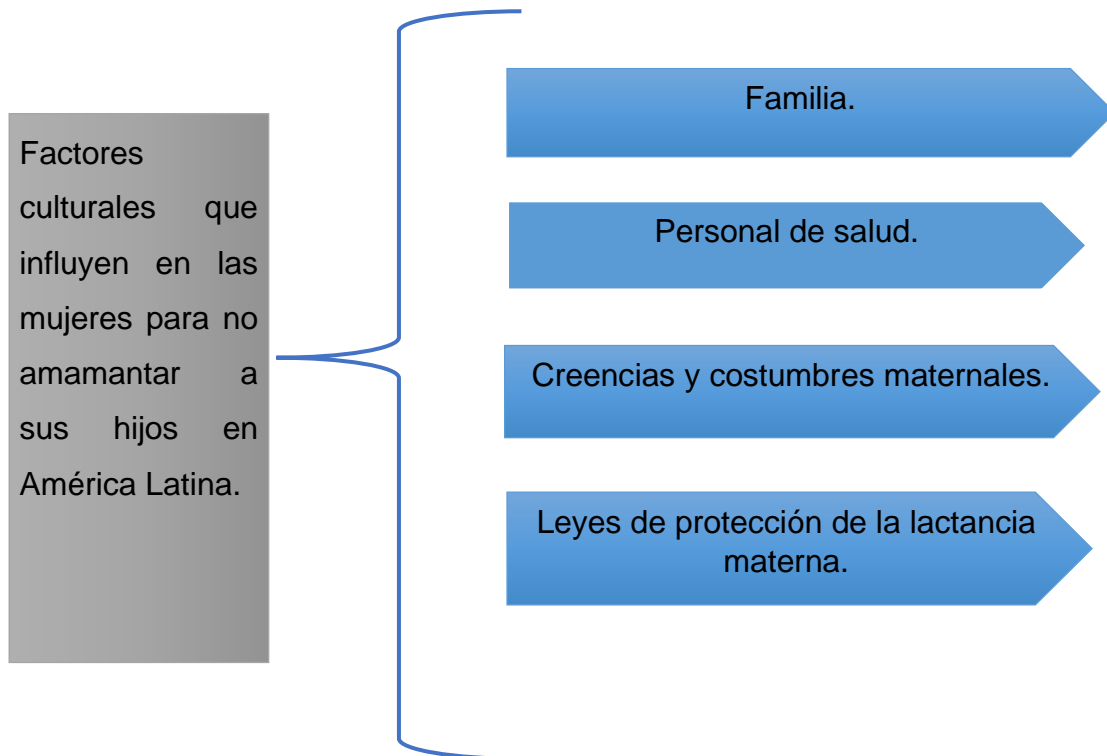 Factores
culturales que
influyen en las
mujeres para no
amamantar a
sus hijos en
América Latina.
Familia.
Personal de salud.
Creencias y costumbres maternales.
Leyes de protección de la lactancia
materna.